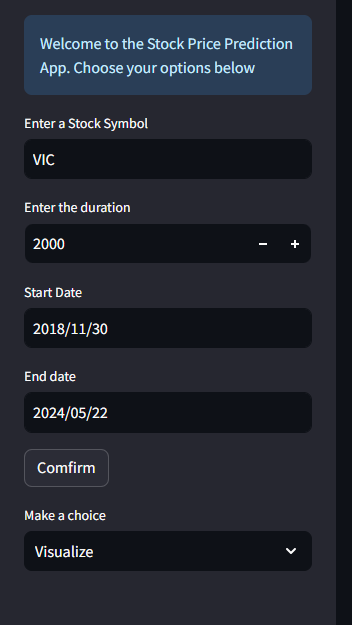 Welcome to the Stock Price Prediction
App. Choose your options below
Enter a Stock Symbol
VIC
Enter the duration
2000
Start Date
2018/11/30
End date
2024/05/22
Comfirm
Make a choice
Visualize